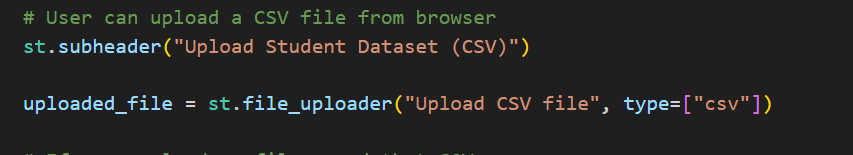 # User can upload a CSV file from browser
st.subheader("Upload Student Dataset (CSV)")
uploaded_file = st.file_uploader("Upload CSV file", type=["csv"])